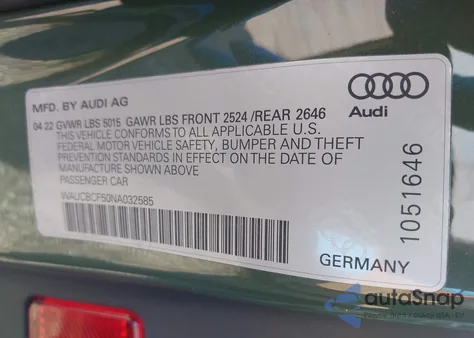 MFD. BY AUDI AG
04 22 GVWR LBS 5015 GAWR LBS FRONT 2524 /REAR 2646
THIS VEHICLE CONFORMS TO ALL APPLICABLE U.S.
FEDERAL MOTOR VEHICLE SAFETY, BUMPER AND THEFT
PREVENTION STANDARDS IN EFFECT ON THE DATE OF
MANUFACTURE SHOWN ABOVE
PASSENGER CAR
WAUCBCF50NA032585
Audi
1051646
GERMANY
autoSnap